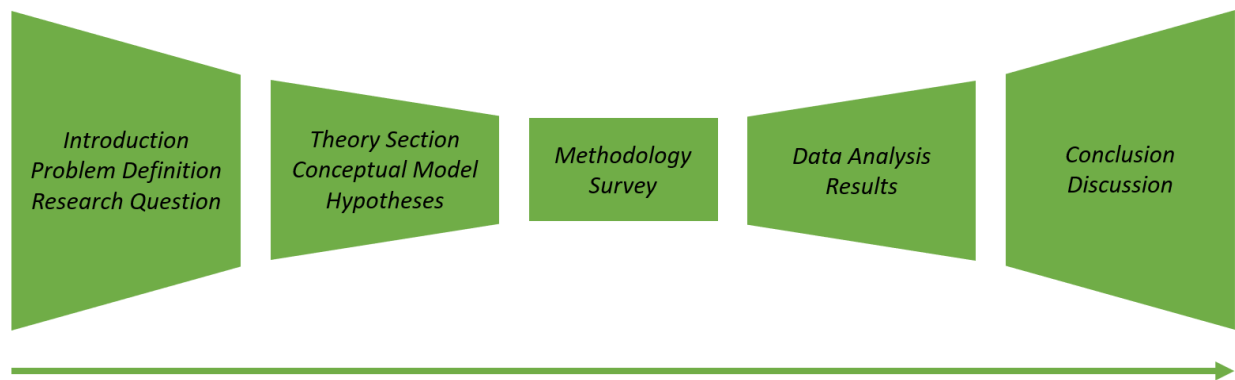 Introduction
Problem Definition
Research Question
Theory Section
Conceptual Model
Hypotheses
Methodology
Survey
Data Analysis
Results
Conclusion
Discussion